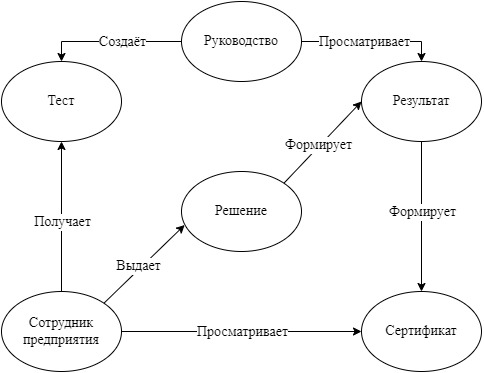 Создаёт
Руководство
Просматривает
Тест
Результат
Формирует
Решение
Формирует
Получает
Выдает
Сотрудник
предприятия
Просматривает
Сертификат